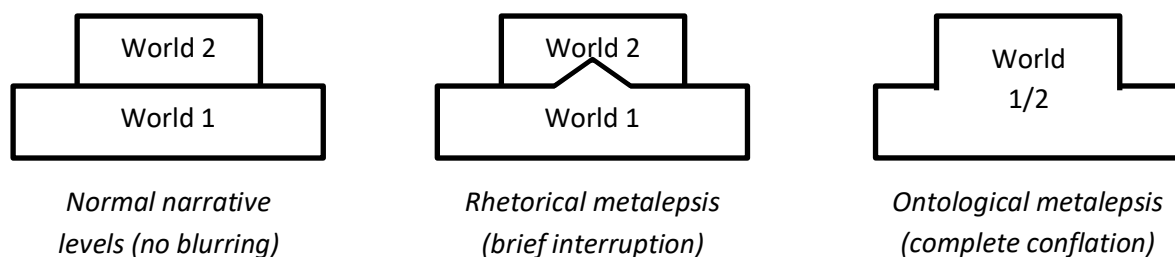 World 2
World 1
Normal narrative
levels (no blurring)
World 2
World 1
Rhetorical metalepsis
(brief interruption)
World
1/2
Ontological metalepsis
(complete conflation)